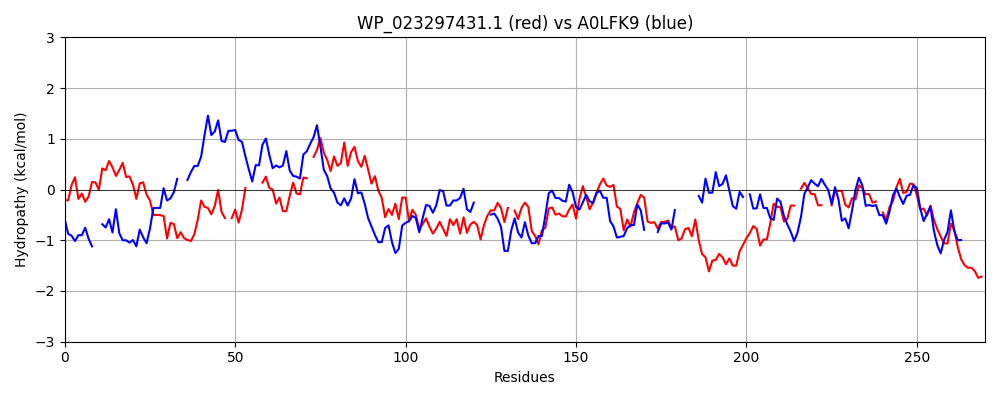 WP_023297431.1 (red) vs A0LFK9 (blue)
Hydropathy (kcal/mol)
3
2
1
0
−1
−2
−3
0 50 100 150 200 250
Residues